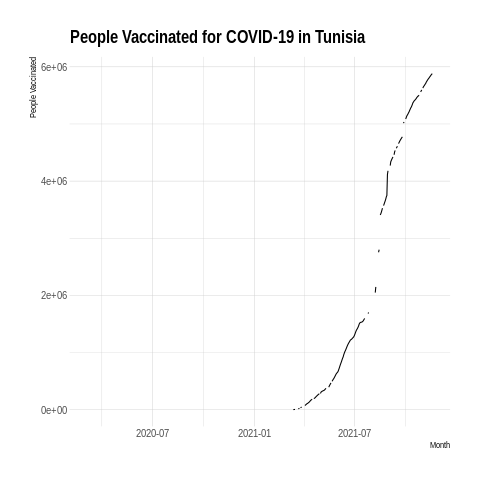 People Vaccinated for COVID-19 in Tunisia
People Vaccinated
6e+06
4e+06
2e+06
0e+00
2020-07
2021-01
2021-07
Month